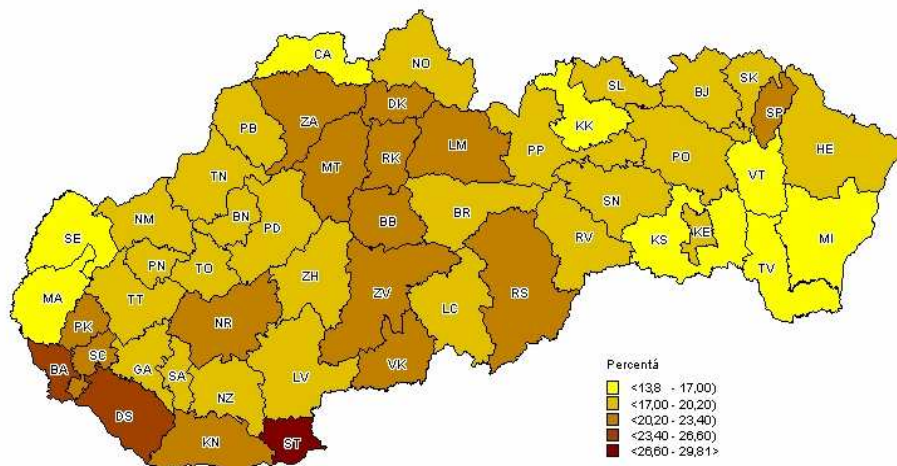 CA
NO
SL
BJ
SK
SP
HE
ZA
DK
KK
PB
MT
RK
LM
PP
PO
VT
TN
BN
PD
BB
BR
SN
KS
KE
MI
TV
SE
NM
PN
TO
ZH
RV
MA
TT
NR
ZV
LC
RS
PK
SC
BA
GA
SA
NZ
LV
VK
DS
KN
ST
Percentá
<13,8 - 17,00)
<17,00 - 20,20)
<20,20 - 23,40)
<23,40 - 26,60)
<26,60 - 29,81>